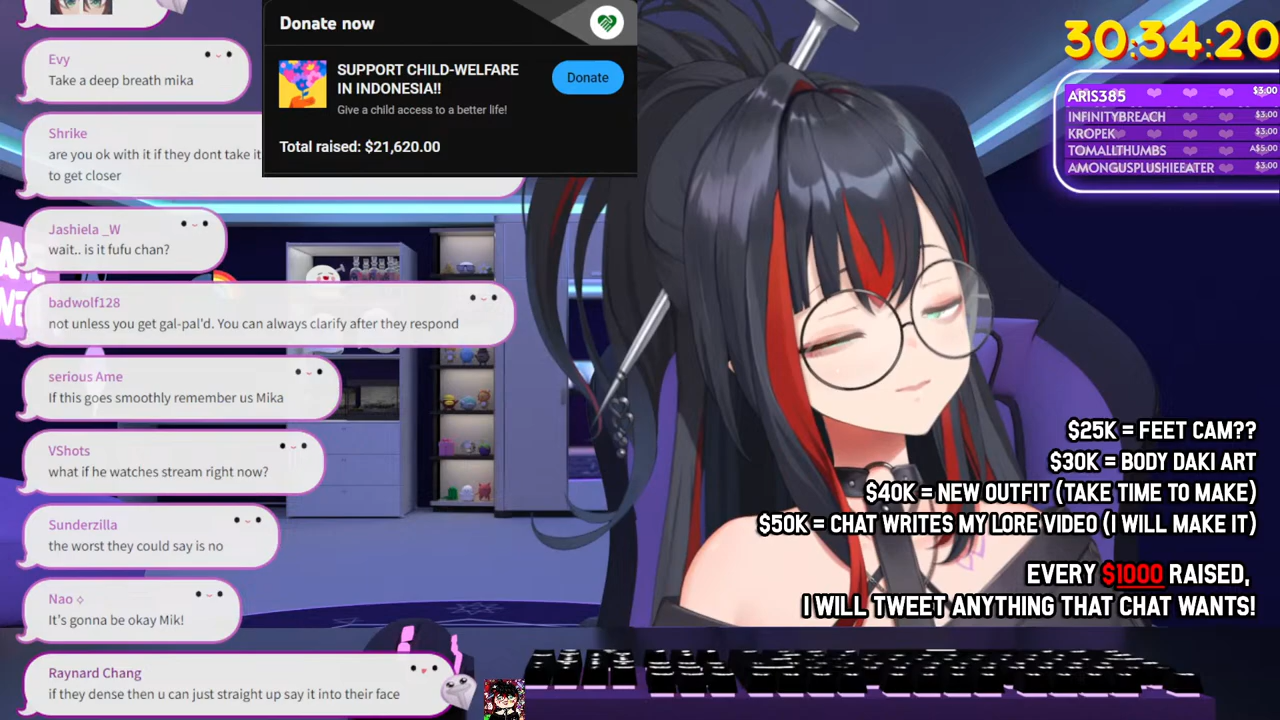 Evy
Take a deep breath mika
Shrike
are you ok with it if they dont take it
to get closer
Jashiela _W
wait.. is it fufu chan?
badwolf128
not unless you get gal-pal'd. You can always clarify after they respond
serious Ame
If this goes smoothly remember us Mika
VShots
what if he watches stream right now?
Sunderzilla
the worst they could say is no
Nao ⟐
It's gonna be okay Mik!
Raynard Chang
if they dense then u can just straight up say it into their face
Donate now
SUPPORT CHILD-WELFARE
IN INDONESIA!!
Give a child access to a better life!
Donate
Total raised: $21,620.00
30:34:20
ARIS385 $3.00
INFINITYBREACH $3.00
KROPEK $3.00
TOMALLTHUMBS A$5.00
AMONGUSPLUSHIEEATER $3.00
$25K = FEET CAM??
$30K = BODY DAKI ART
$40K = NEW OUTFIT (TAKE TIME TO MAKE)
$50K = CHAT WRITES MY LORE VIDEO (I WILL MAKE IT)
EVERY $1000 RAISED,
I WILL TWEET ANYTHING THAT CHAT WANTS!